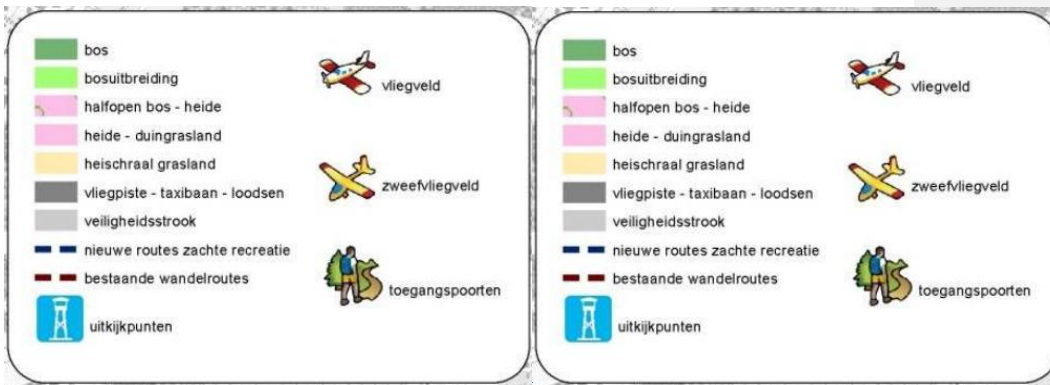 bos
bosuitbreiding
halfopen bos - heide
heide - duingrasland
heischraal grasland
vliegpiste - taxibaan - loodsen
veiligheidsstrook
nieuwe routes zachte recreatie
bestaande wandelroutes
uitkijkpunten
vliegveld
zweefvliegveld
toegangspoorten
bos
bosuitbreiding
halfopen bos - heide
heide - duingrasland
heischraal grasland
vliegpiste - taxibaan - loodsen
veiligheidsstrook
nieuwe routes zachte recreatie
bestaande wandelroutes
uitkijkpunten
vliegveld
zweefvliegveld
toegangspoorten